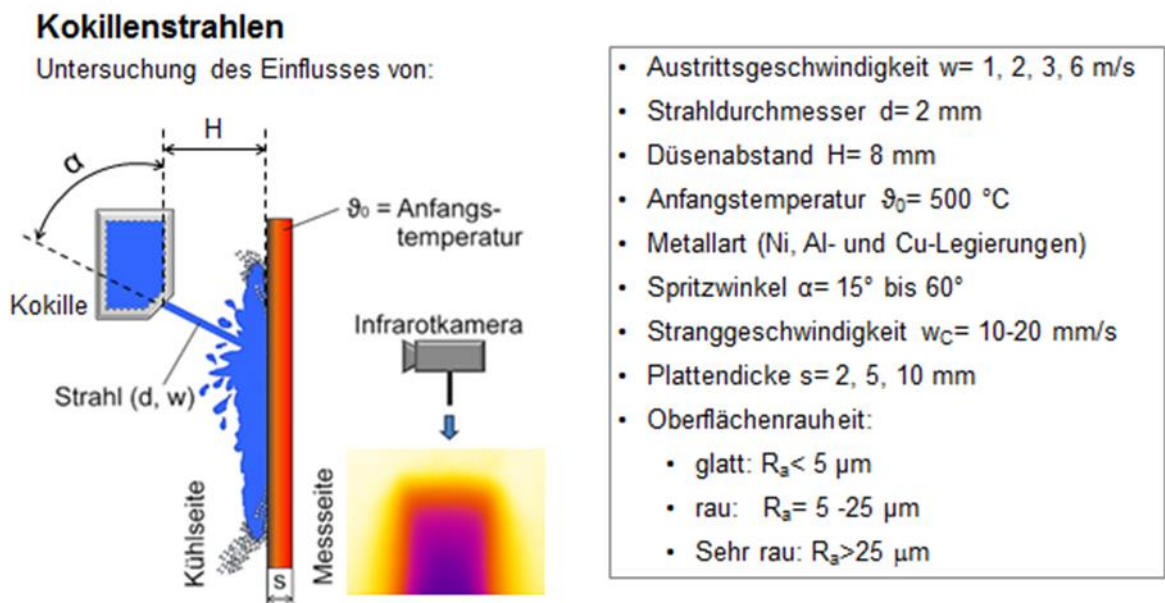 Kokillenstrahlen
Untersuchung des Einflusses von:
H
α
ϑ₀ = Anfangs-
temperatur
Kokille
Infrarotkamera
Strahl (d, w)
Kühlseite
Messseite
s
• Austrittsgeschwindigkeit w= 1, 2, 3, 6 m/s
• Strahldurchmesser d= 2 mm
• Düsenabstand H= 8 mm
• Anfangstemperatur ϑ₀= 500 °C
• Metallart (Ni, Al- und Cu-Legierungen)
• Spritzwinkel α= 15° bis 60°
• Stranggeschwindigkeit w_C= 10-20 mm/s
• Plattendicke s= 2, 5, 10 mm
• Oberflächenrauheit:
• glatt: Rₐ< 5 µm
• rau: Rₐ= 5 -25 µm
• Sehr rau: Rₐ>25 µm